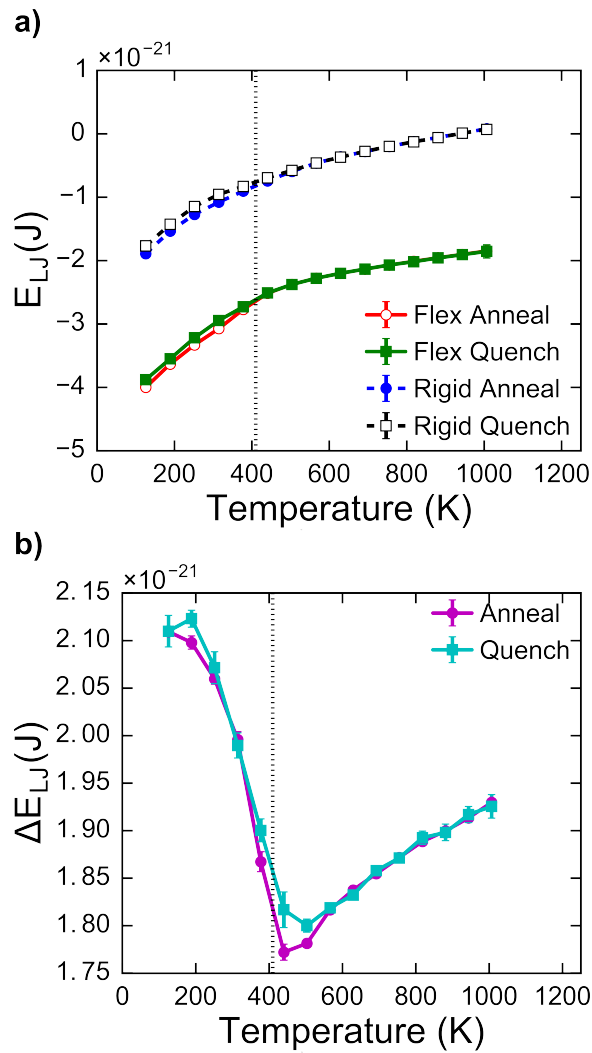 a)
×10⁻²¹
1
0
−1
−2
−3
−4
−5
E_LJ(J)
Flex Anneal
Flex Quench
Rigid Anneal
Rigid Quench
0 200 400 600 800 1000 1200
Temperature (K)
b)
×10⁻²¹
2.15
2.10
2.05
2.00
1.95
1.90
1.85
1.80
1.75
ΔE_LJ(J)
Anneal
Quench
0 200 400 600 800 1000 1200
Temperature (K)